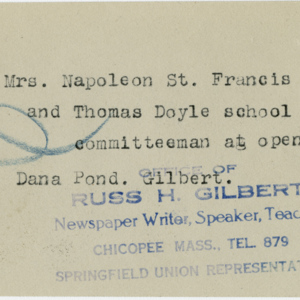 Mrs. Napoleon St. Francis
and Thomas Doyle school
committeeman at open
Dana Pond. Gilbert.
OFFICE OF
RUSS H. GILBERT
Newspaper Writer, Speaker, Teac
CHICOPEE MASS., TEL. 879
SPRINGFIELD UNION REPRESENTAT